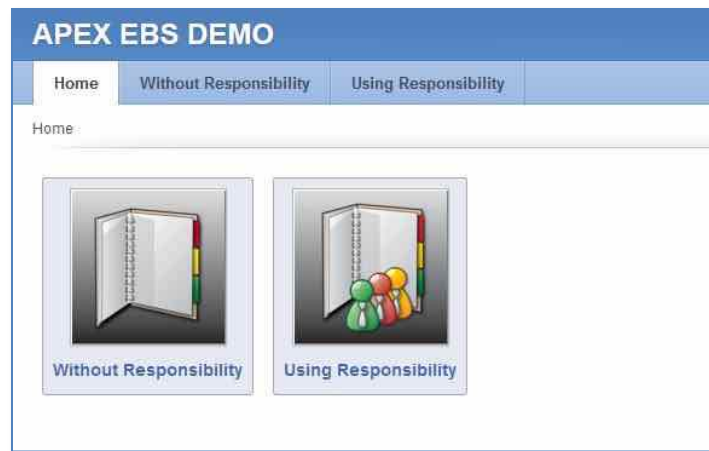 APEX EBS DEMO
Home Without Responsibility Using Responsibility
Home
Without Responsibility Using Responsibility